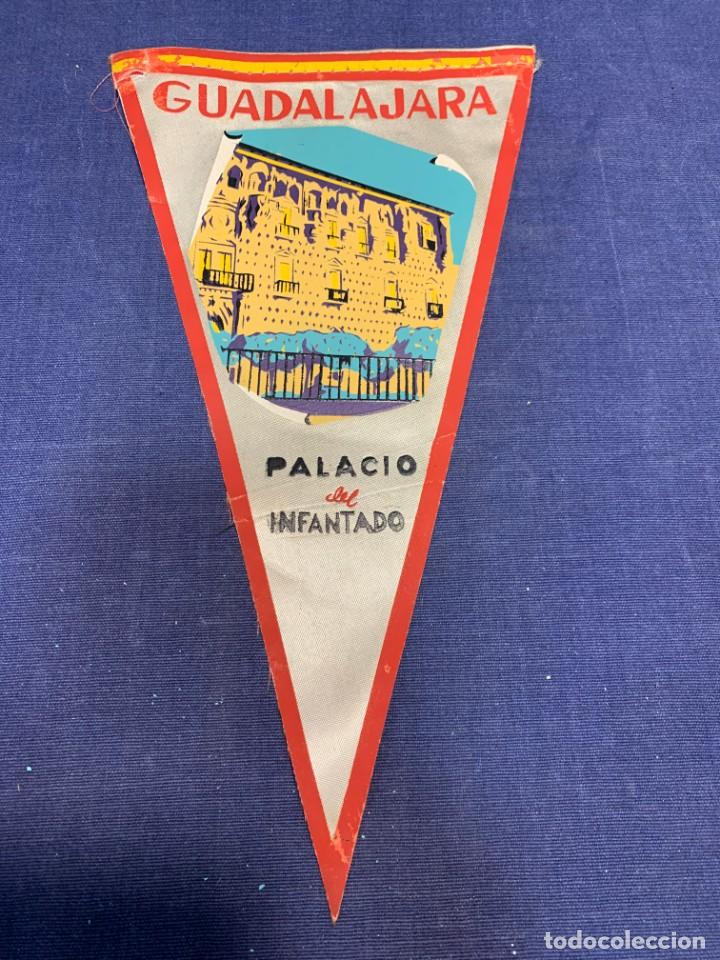 GUADALAJARA
PALACIO
del
INFANTADO
todocoleccion